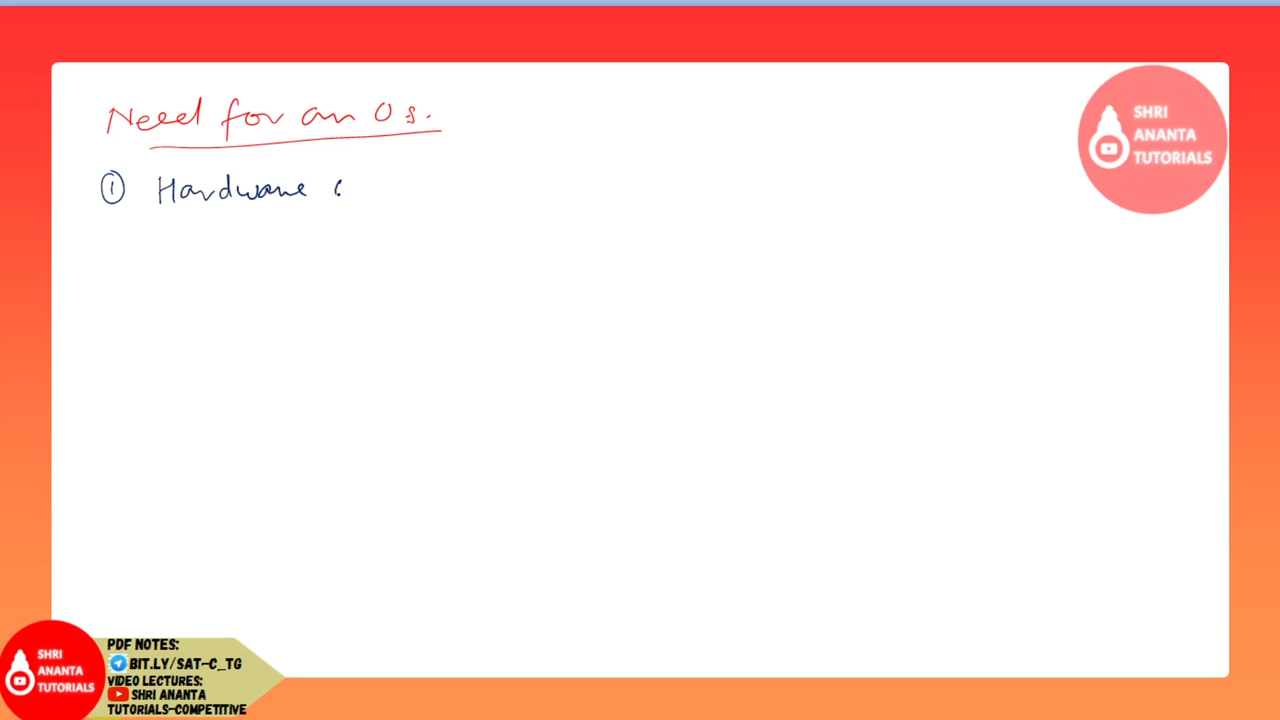 Need for an Os.
① Hardware
SHRI
ANANTA
TUTORIALS
SHRI
ANANTA
TUTORIALS
PDF NOTES:
BIT.LY/SAT-C_TG
VIDEO LECTURES:
SHRI ANANTA
TUTORIALS-COMPETITIVE